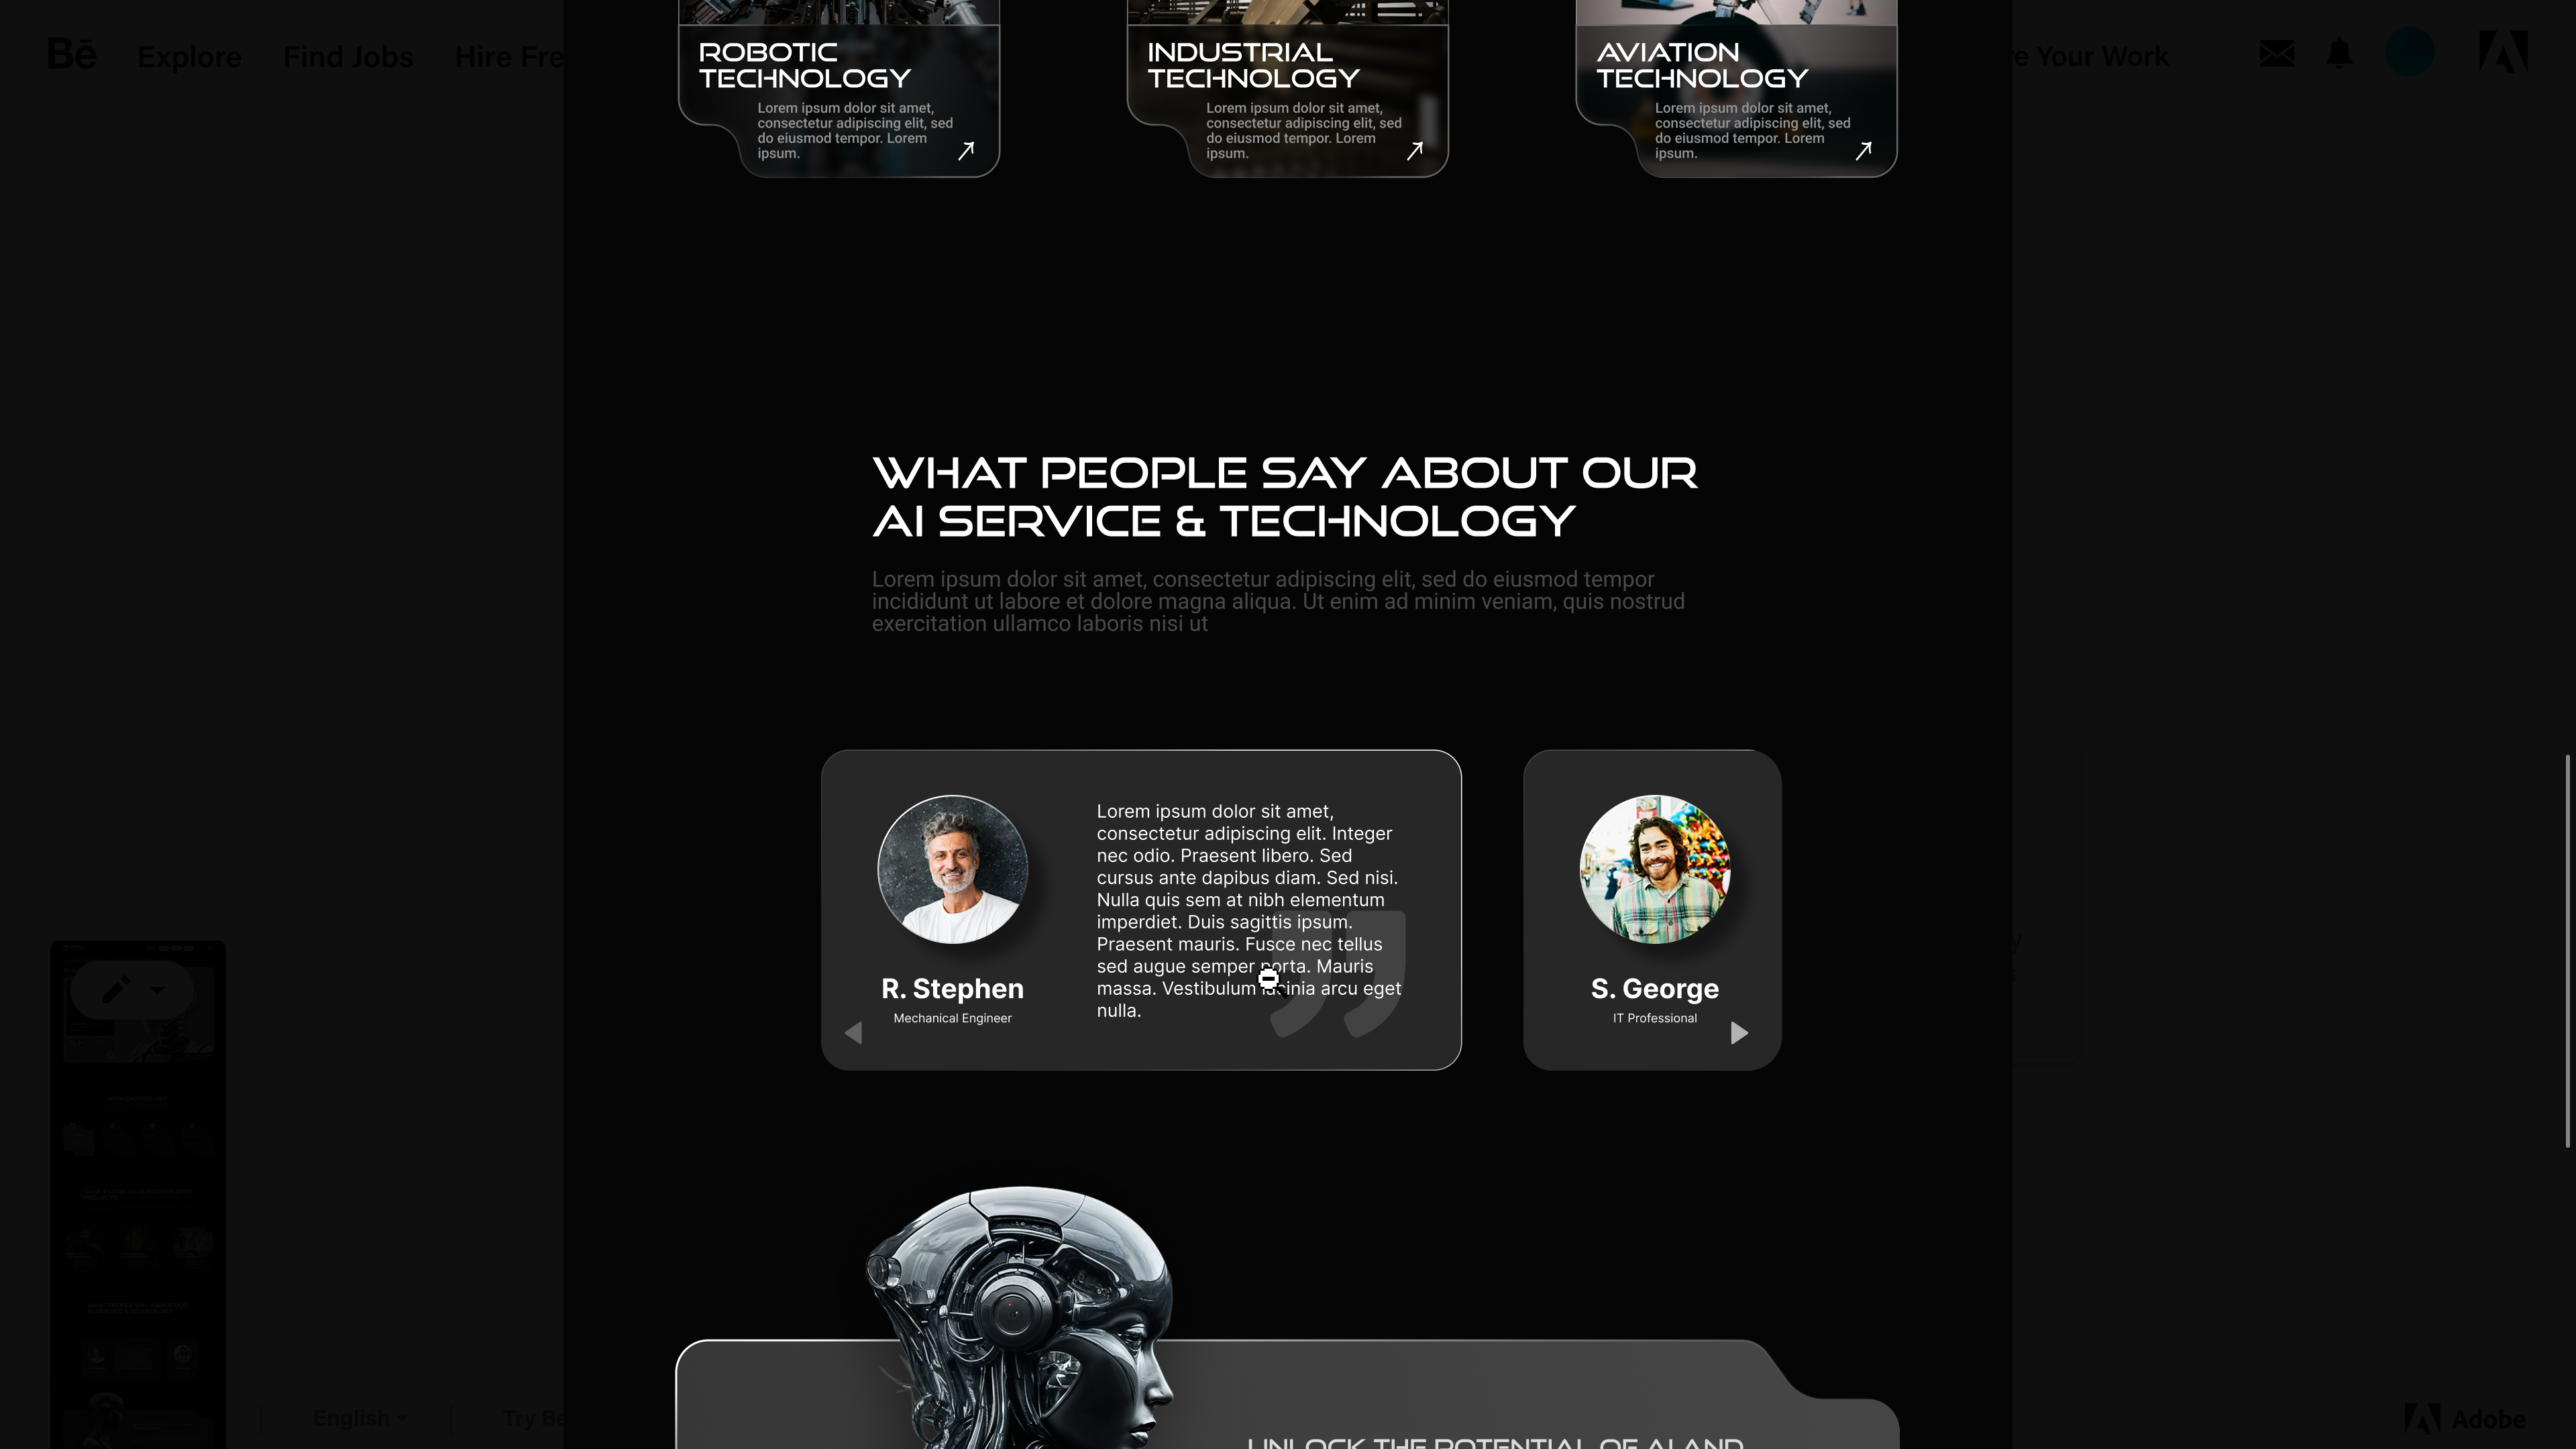 Bē
Explore
Find Jobs
Hire Fre
re Your Work
ROBOTIC
TECHNOLOGY
Lorem ipsum dolor sit amet,
consectetur adipiscing elit, sed
do eiusmod tempor. Lorem
ipsum.
INDUSTRIAL
TECHNOLOGY
Lorem ipsum dolor sit amet,
consectetur adipiscing elit, sed
do eiusmod tempor. Lorem
ipsum.
AVIATION
TECHNOLOGY
Lorem ipsum dolor sit amet,
consectetur adipiscing elit, sed
do eiusmod tempor. Lorem
ipsum.
WHAT PEOPLE SAY ABOUT OUR
AI SERVICE & TECHNOLOGY
Lorem ipsum dolor sit amet, consectetur adipiscing elit, sed do eiusmod tempor
incididunt ut labore et dolore magna aliqua. Ut enim ad minim veniam, quis nostrud
exercitation ullamco laboris nisi ut
R. Stephen
Mechanical Engineer
Lorem ipsum dolor sit amet,
consectetur adipiscing elit. Integer
nec odio. Praesent libero. Sed
cursus ante dapibus diam. Sed nisi.
Nulla quis sem at nibh elementum
imperdiet. Duis sagittis ipsum.
Praesent mauris. Fusce nec tellus
sed augue semper porta. Mauris
massa. Vestibulum lacinia arcu eget
nulla.
S. George
IT Professional
UNLOCK THE POTENTIAL OF AI AND
English
Try Be
Adobe